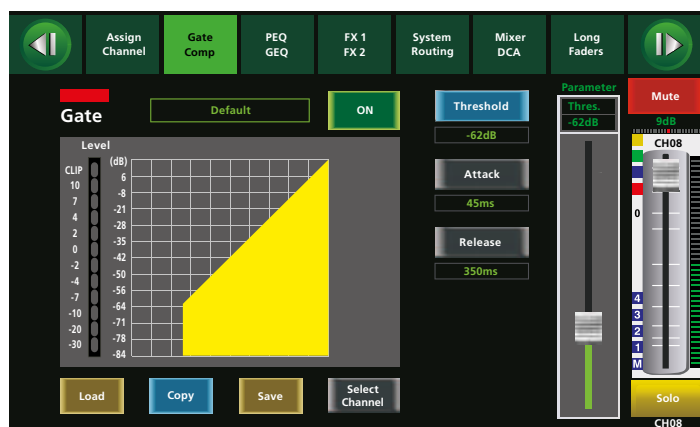 Assign
Channel
Gate
Comp
PEQ
GEQ
FX 1
FX 2
System
Routing
Mixer
DCA
Long
Faders
Gate
Default
ON
Level
CLIP
10
7
4
2
0
-2
-4
-7
-10
-20
-30
(dB)
6
-8
-21
-28
-35
-42
-50
-56
-64
-71
-78
-84
Threshold
-62dB
Attack
45ms
Release
350ms
Parameter
Thres.
-62dB
Mute
9dB
CH08
0
4
3
2
1
M
Load
Copy
Save
Select
Channel
Solo
CH08